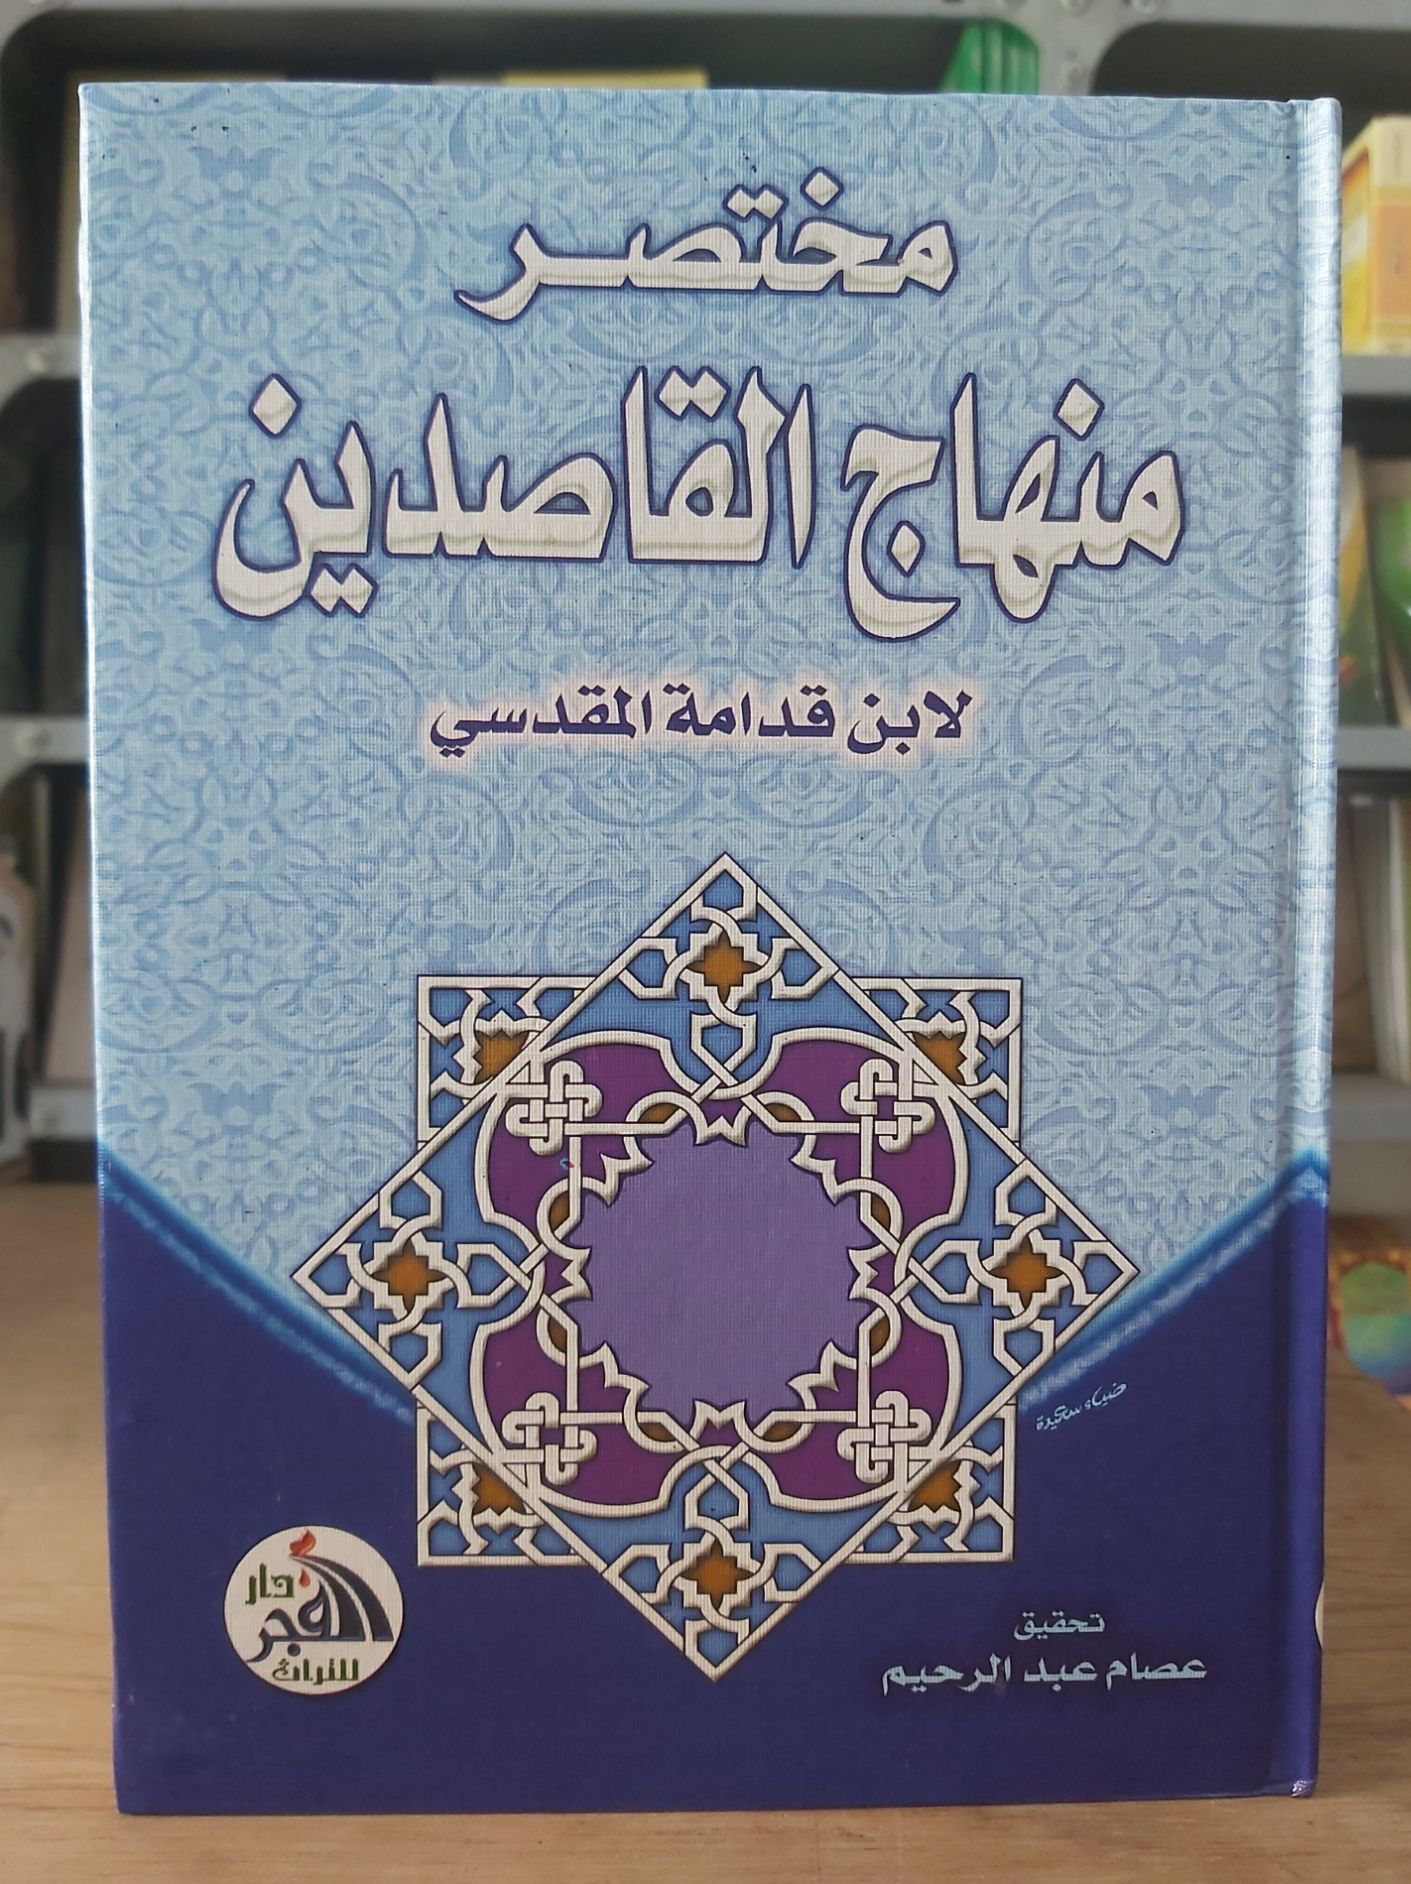 مختصر
منهاج القاصدين
لابن قدامة المقدسي
ضياء سعيدة
دار
الفجر
للتراث
تحقيق
عصام عبد الرحيم